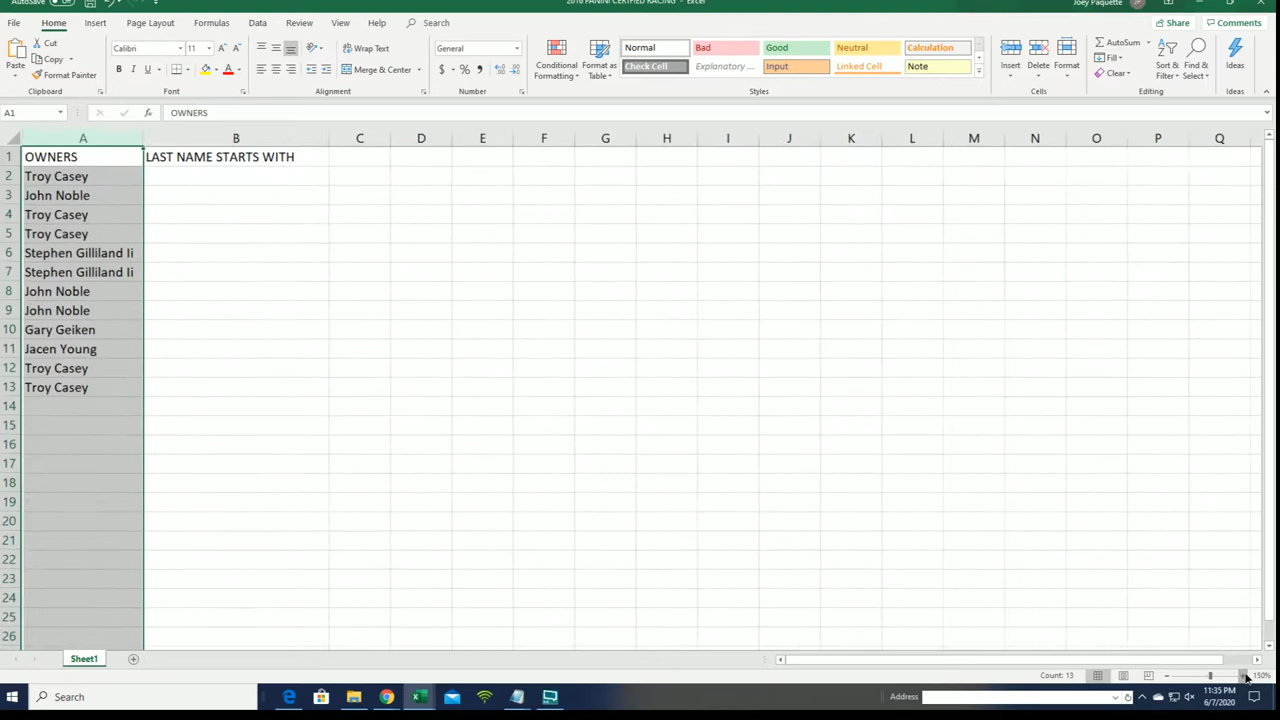 AutoSave
2016 PANINI CERTIFIED RACING - Excel
Joey Paquette
JP
File Home Insert Page Layout Formulas Data Review View Help Search Share Comments
Paste Cut Copy Format Painter
Calibri 11
B I U
Wrap Text
Merge & Center
General
$ % 9
Conditional Formatting
Format as Table
Normal Bad Good Neutral Calculation
Check Cell Explanatory ... Input Linked Cell Note
Insert Delete Format
AutoSum
Fill
Clear
Sort & Filter
Find & Select
Ideas
Clipboard Font Alignment Number Styles Cells Editing Ideas
A1 fx OWNERS
A B C D E F G H I J K L M N O P Q
1 OWNERS LAST NAME STARTS WITH
2 Troy Casey
3 John Noble
4 Troy Casey
5 Troy Casey
6 Stephen Gilliland Ii
7 Stephen Gilliland Ii
8 John Noble
9 John Noble
10 Gary Geiken
11 Jacen Young
12 Troy Casey
13 Troy Casey
14
15
16
17
18
19
20
21
22
23
24
25
26
Sheet1
Count: 13 150%
Search Address 11:35 PM
6/7/2020